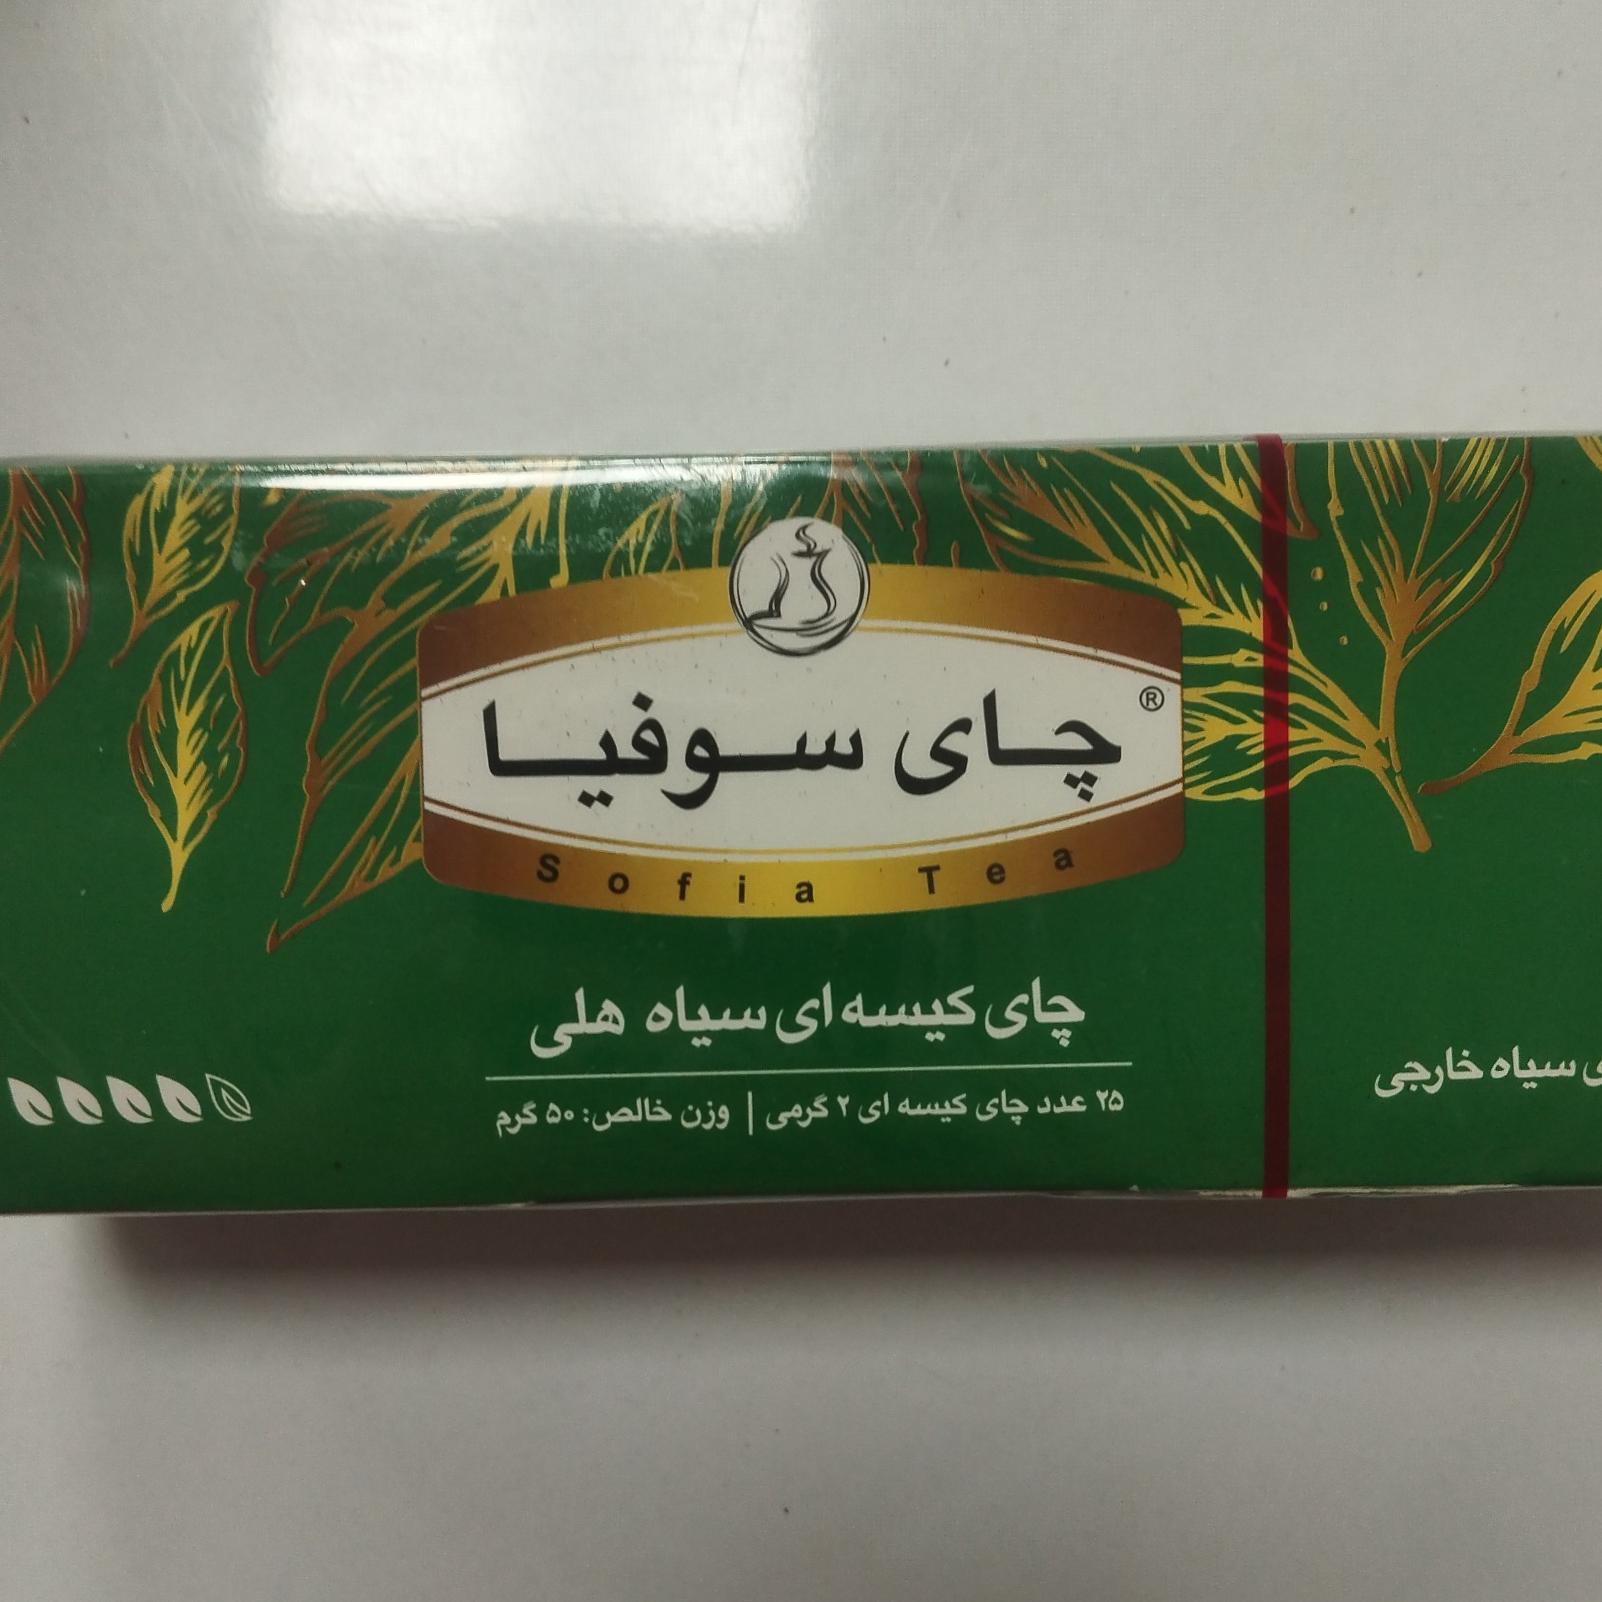 چای سوفیا ®
Sofia Tea
چای کیسه ای سیاه هلی
۲۵ عدد چای کیسه ای ۲ گرمی | وزن خالص: ۵۰ گرم
سیاه خارجی